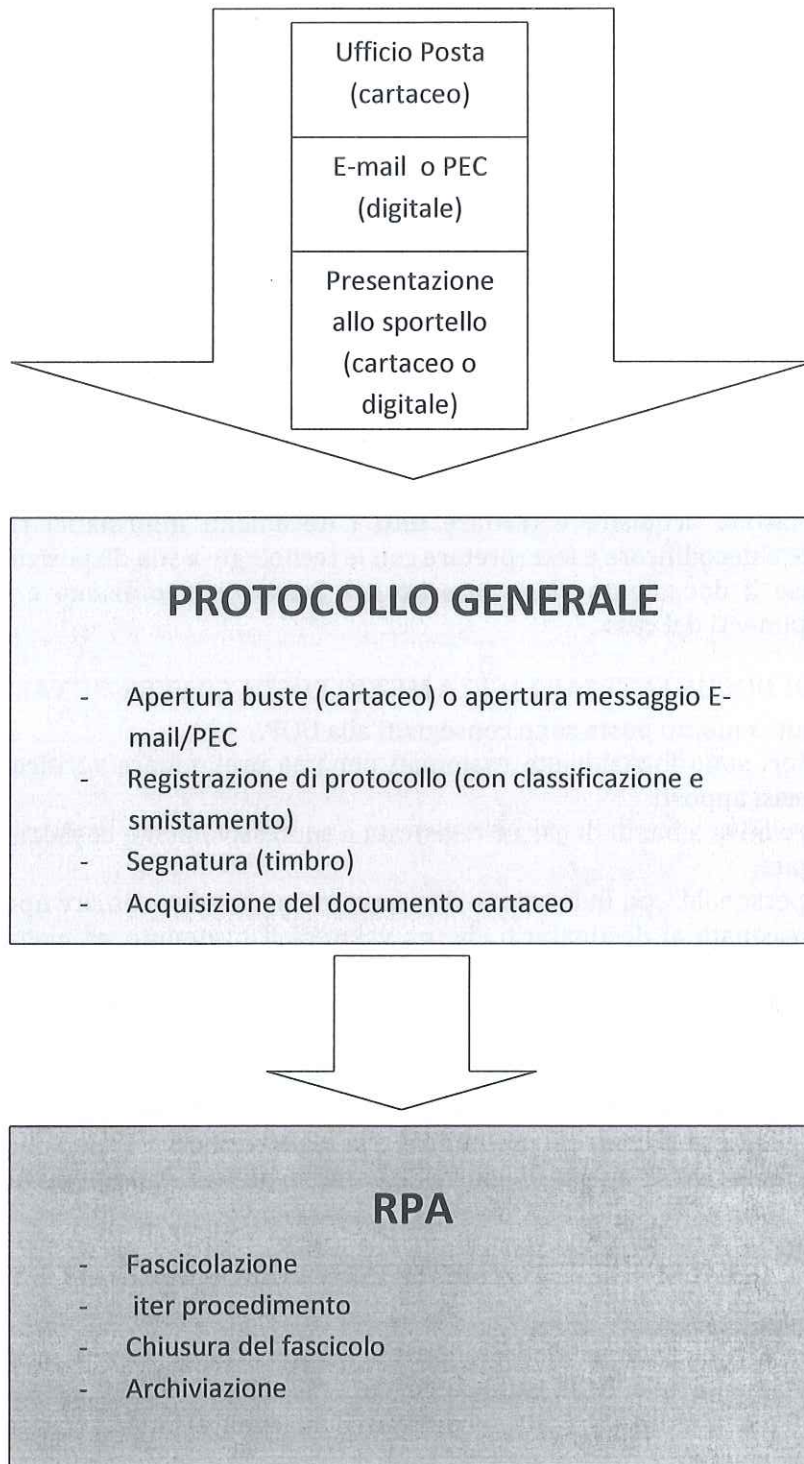 Ufficio Posta
(cartaceo)
E-mail o PEC
(digitale)
Presentazione
allo sportello
(cartaceo o
digitale)
PROTOCOLLO GENERALE
- Apertura buste (cartaceo) o apertura messaggio E-
mail/PEC
- Registrazione di protocollo (con classificazione e
smistamento)
- Segnatura (timbro)
- Acquisizione del documento cartaceo
RPA
- Fascicolazione
- iter procedimento
- Chiusura del fascicolo
- Archiviazione